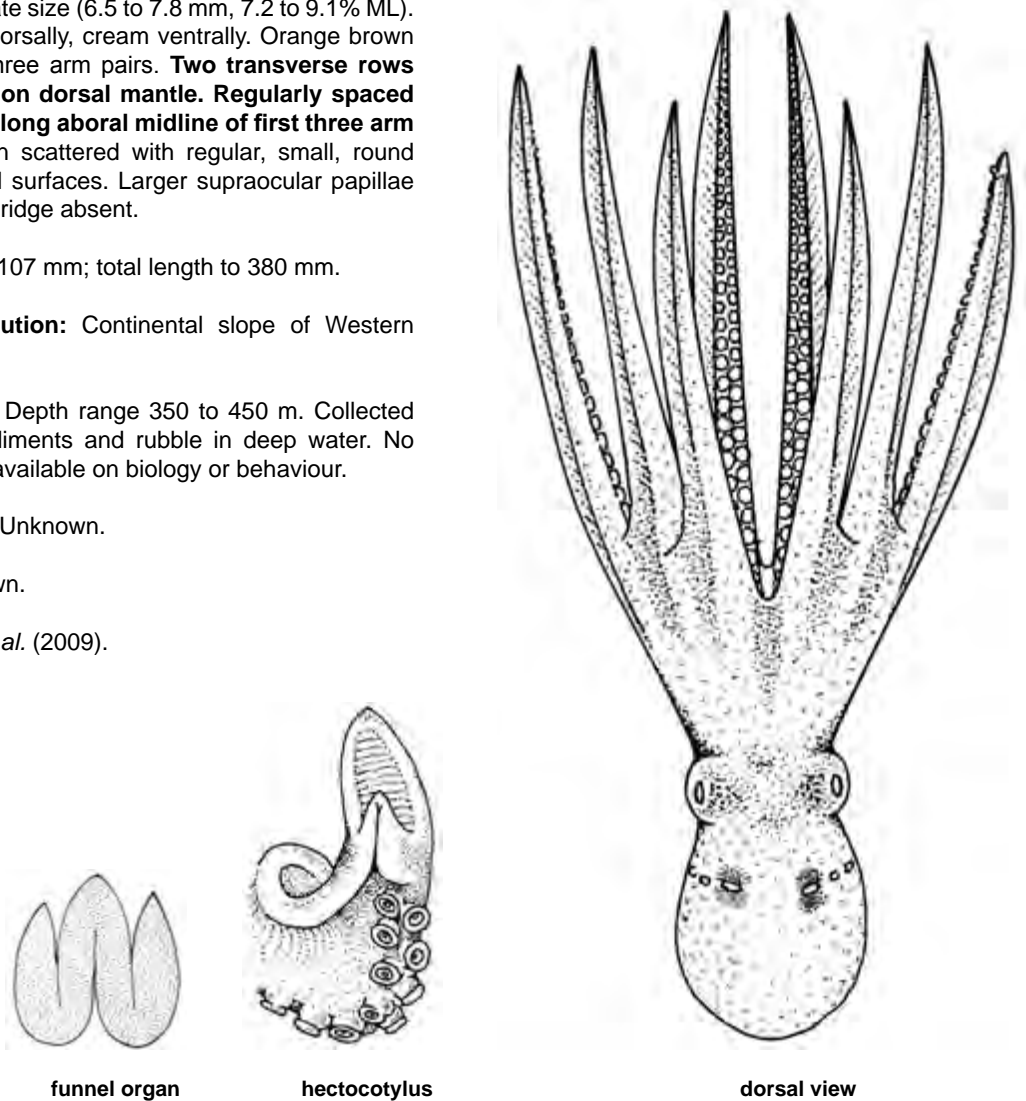 ate size (6.5 to 7.8 mm, 7.2 to 9.1% ML).
orsally, cream ventrally. Orange brown
hree arm pairs. Two transverse rows
on dorsal mantle. Regularly spaced
long aboral midline of first three arm
n scattered with regular, small, round
l surfaces. Larger supraocular papillae
ridge absent.
107 mm; total length to 380 mm.
ution: Continental slope of Western
Depth range 350 to 450 m. Collected
diments and rubble in deep water. No
available on biology or behaviour.
Unknown.
wn.
al. (2009).
funnel organ
hectocotylus
dorsal view